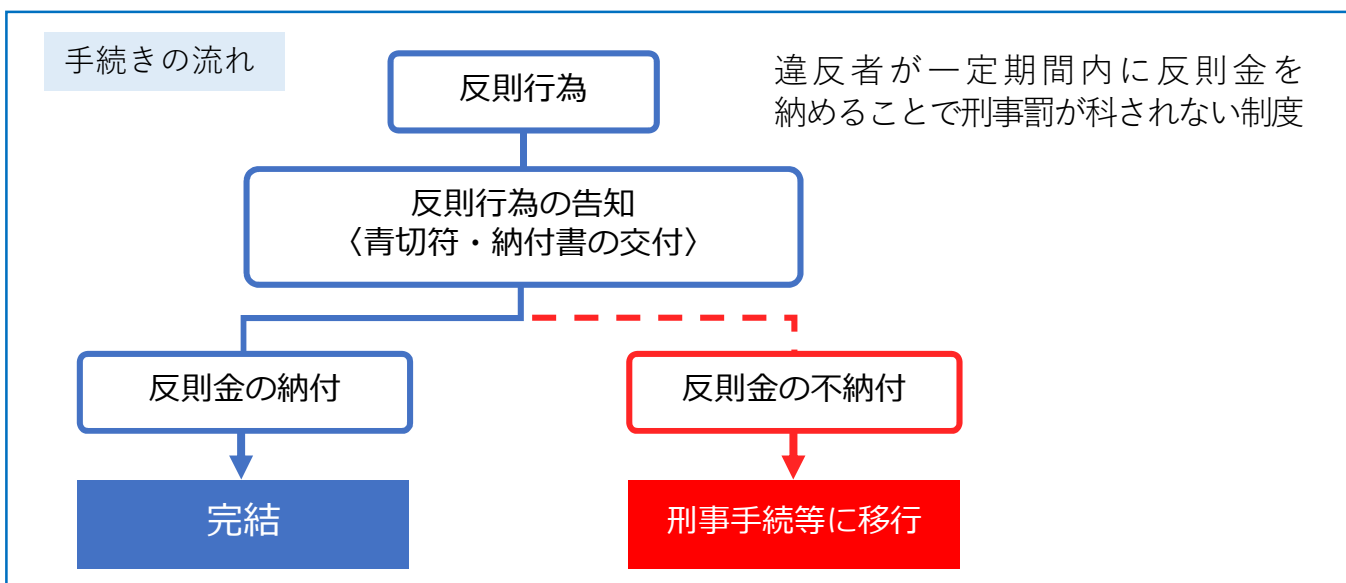 手続きの流れ
違反者が一定期間内に反則金を
納めることで刑事罰が科されない制度
反則行為
反則行為の告知
〈青切符・納付書の交付〉
反則金の納付
反則金の不納付
完結
刑事手続等に移行